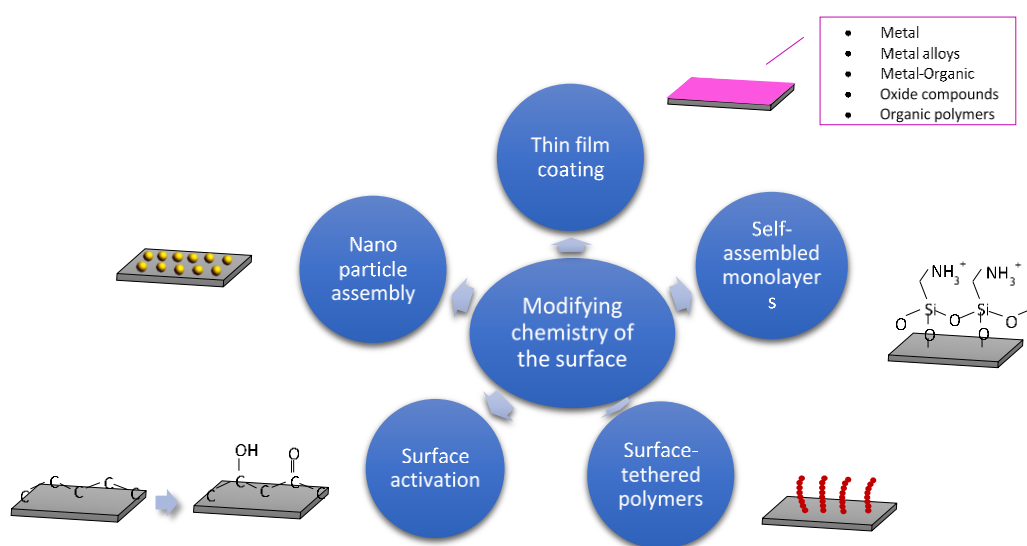 • Metal
• Metal alloys
• Metal-Organic
• Oxide compounds
• Organic polymers
Thin film
coating
Nano
particle
assembly
Self-
assembled
monolayer
s
Modifying
chemistry of
the surface
NH₃⁺ NH₃⁺
Si Si
O O O
O O
Surface
activation
Surface-
tethered
polymers
OH O
C C C C C
C C C C C